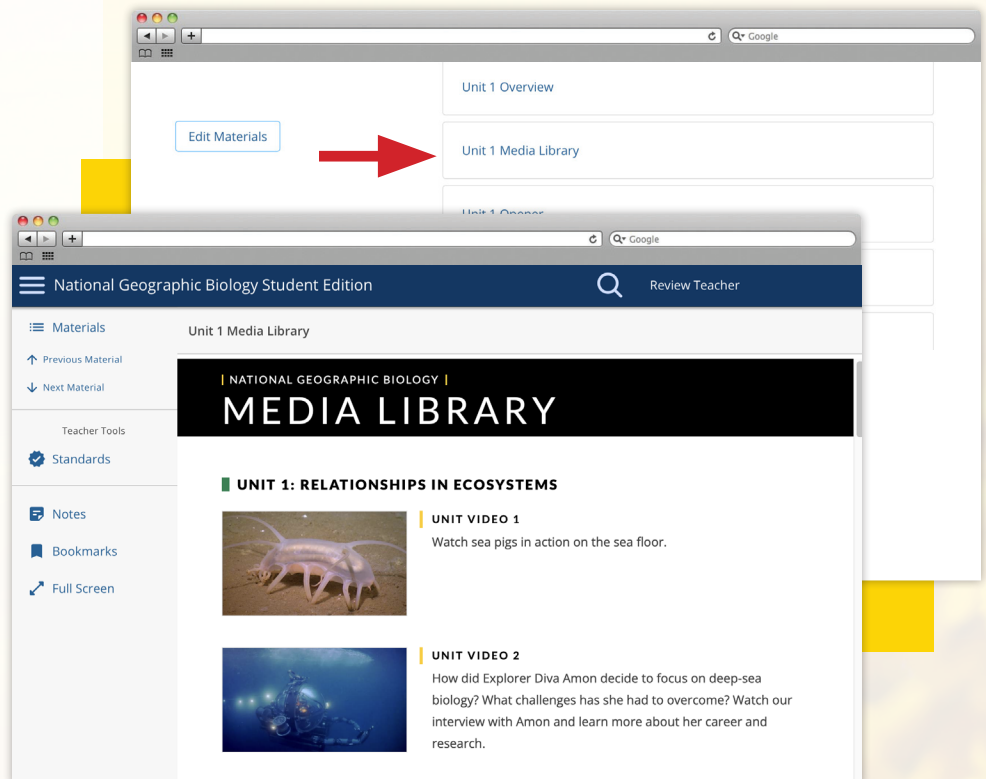 Google
Unit 1 Overview
Edit Materials
Unit 1 Media Library
Unit 1 Opener
Google
National Geographic Biology Student Edition
Review Teacher
Materials
Previous Material
Next Material
Teacher Tools
Standards
Notes
Bookmarks
Full Screen
Unit 1 Media Library
| NATIONAL GEOGRAPHIC BIOLOGY |
MEDIA LIBRARY
UNIT 1: RELATIONSHIPS IN ECOSYSTEMS
UNIT VIDEO 1
Watch sea pigs in action on the sea floor.
UNIT VIDEO 2
How did Explorer Diva Amon decide to focus on deep-sea
biology? What challenges has she had to overcome? Watch our
interview with Amon and learn more about her career and
research.